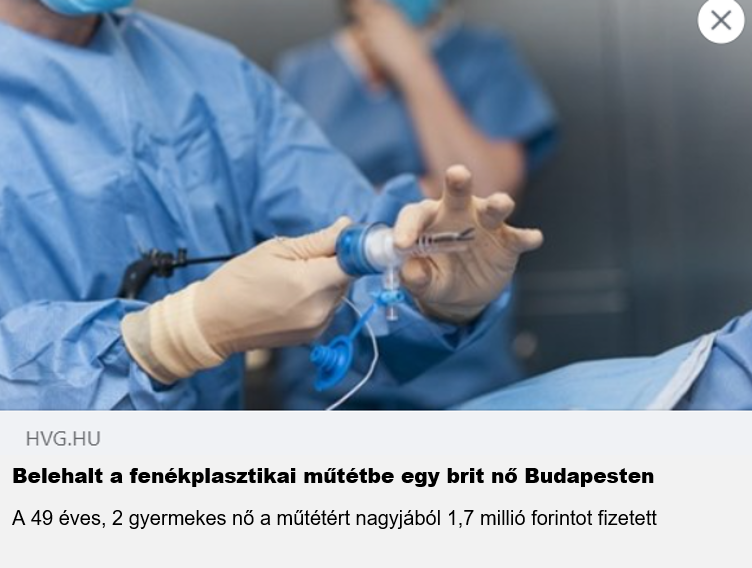 HVG.HU
Belehalt a fenékplasztikai műtétbe egy brit nő Budapesten
A 49 éves, 2 gyermekes nő a műtétért nagyjából 1,7 millió forintot fizetett